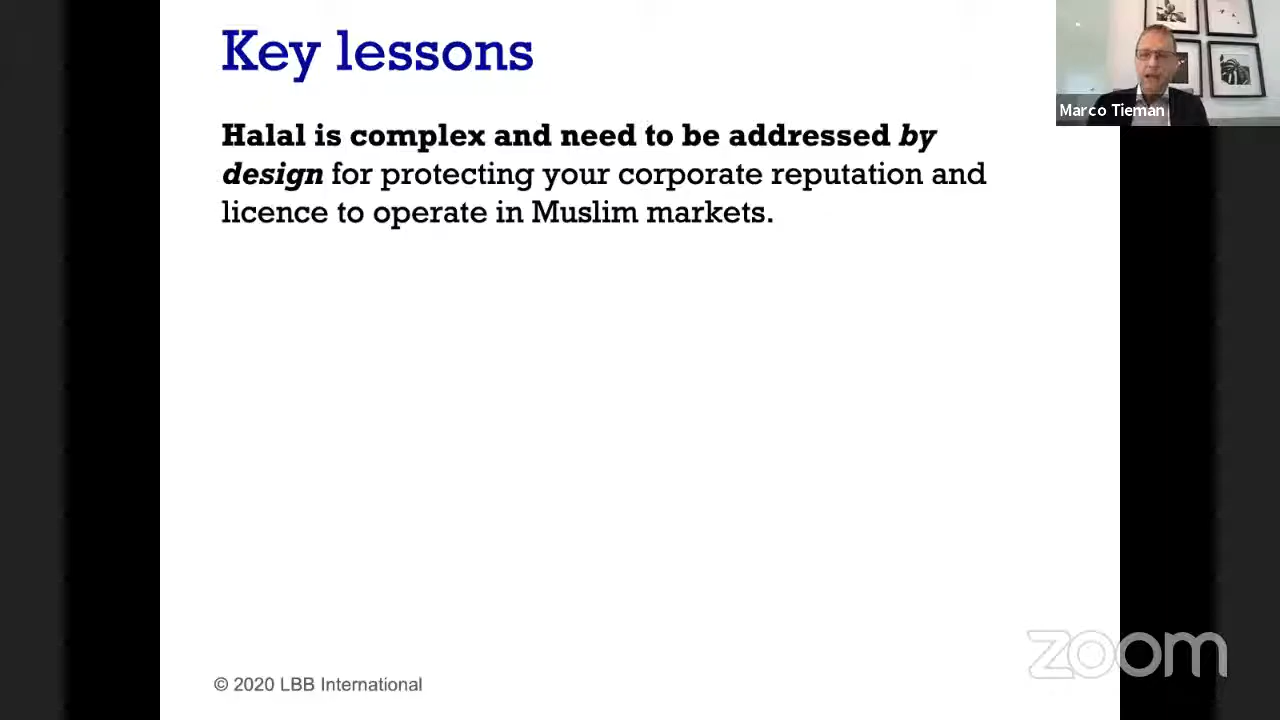 Key lessons
Marco Tieman
Halal is complex and need to be addressed by
design for protecting your corporate reputation and
licence to operate in Muslim markets.
zoom
© 2020 LBB International